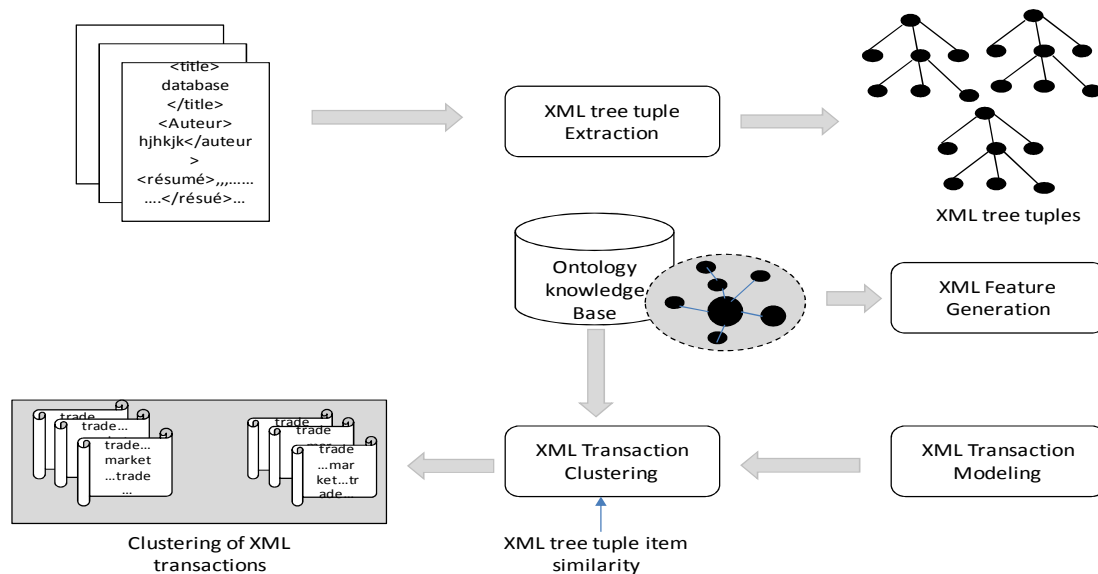 <title>
database
</title>
<Auteur>
hjhkjk</auteur
>
<résumé>,,,……
….</résué>…
XML tree tuple
Extraction
XML tree tuples
Ontology
knowledge
Base
XML Feature
Generation
trade
trade…
trade…
market
…trade
…
trade
trade
trade
…mar
ket…tr
ade…
XML Transaction
Clustering
XML Transaction
Modeling
Clustering of XML
transactions
XML tree tuple item
similarity